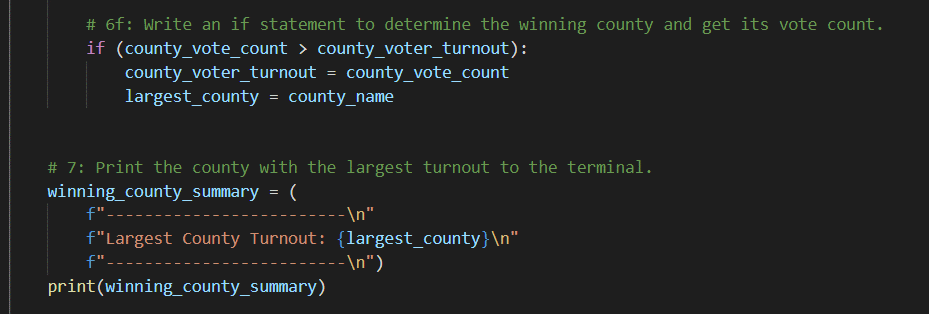 # 6f: Write an if statement to determine the winning county and get its vote count.
if (county_vote_count > county_voter_turnout):
county_voter_turnout = county_vote_count
largest_county = county_name
# 7: Print the county with the largest turnout to the terminal.
winning_county_summary = (
f"-------------------------\n"
f"Largest County Turnout: {largest_county}\n"
f"-------------------------\n")
print(winning_county_summary)